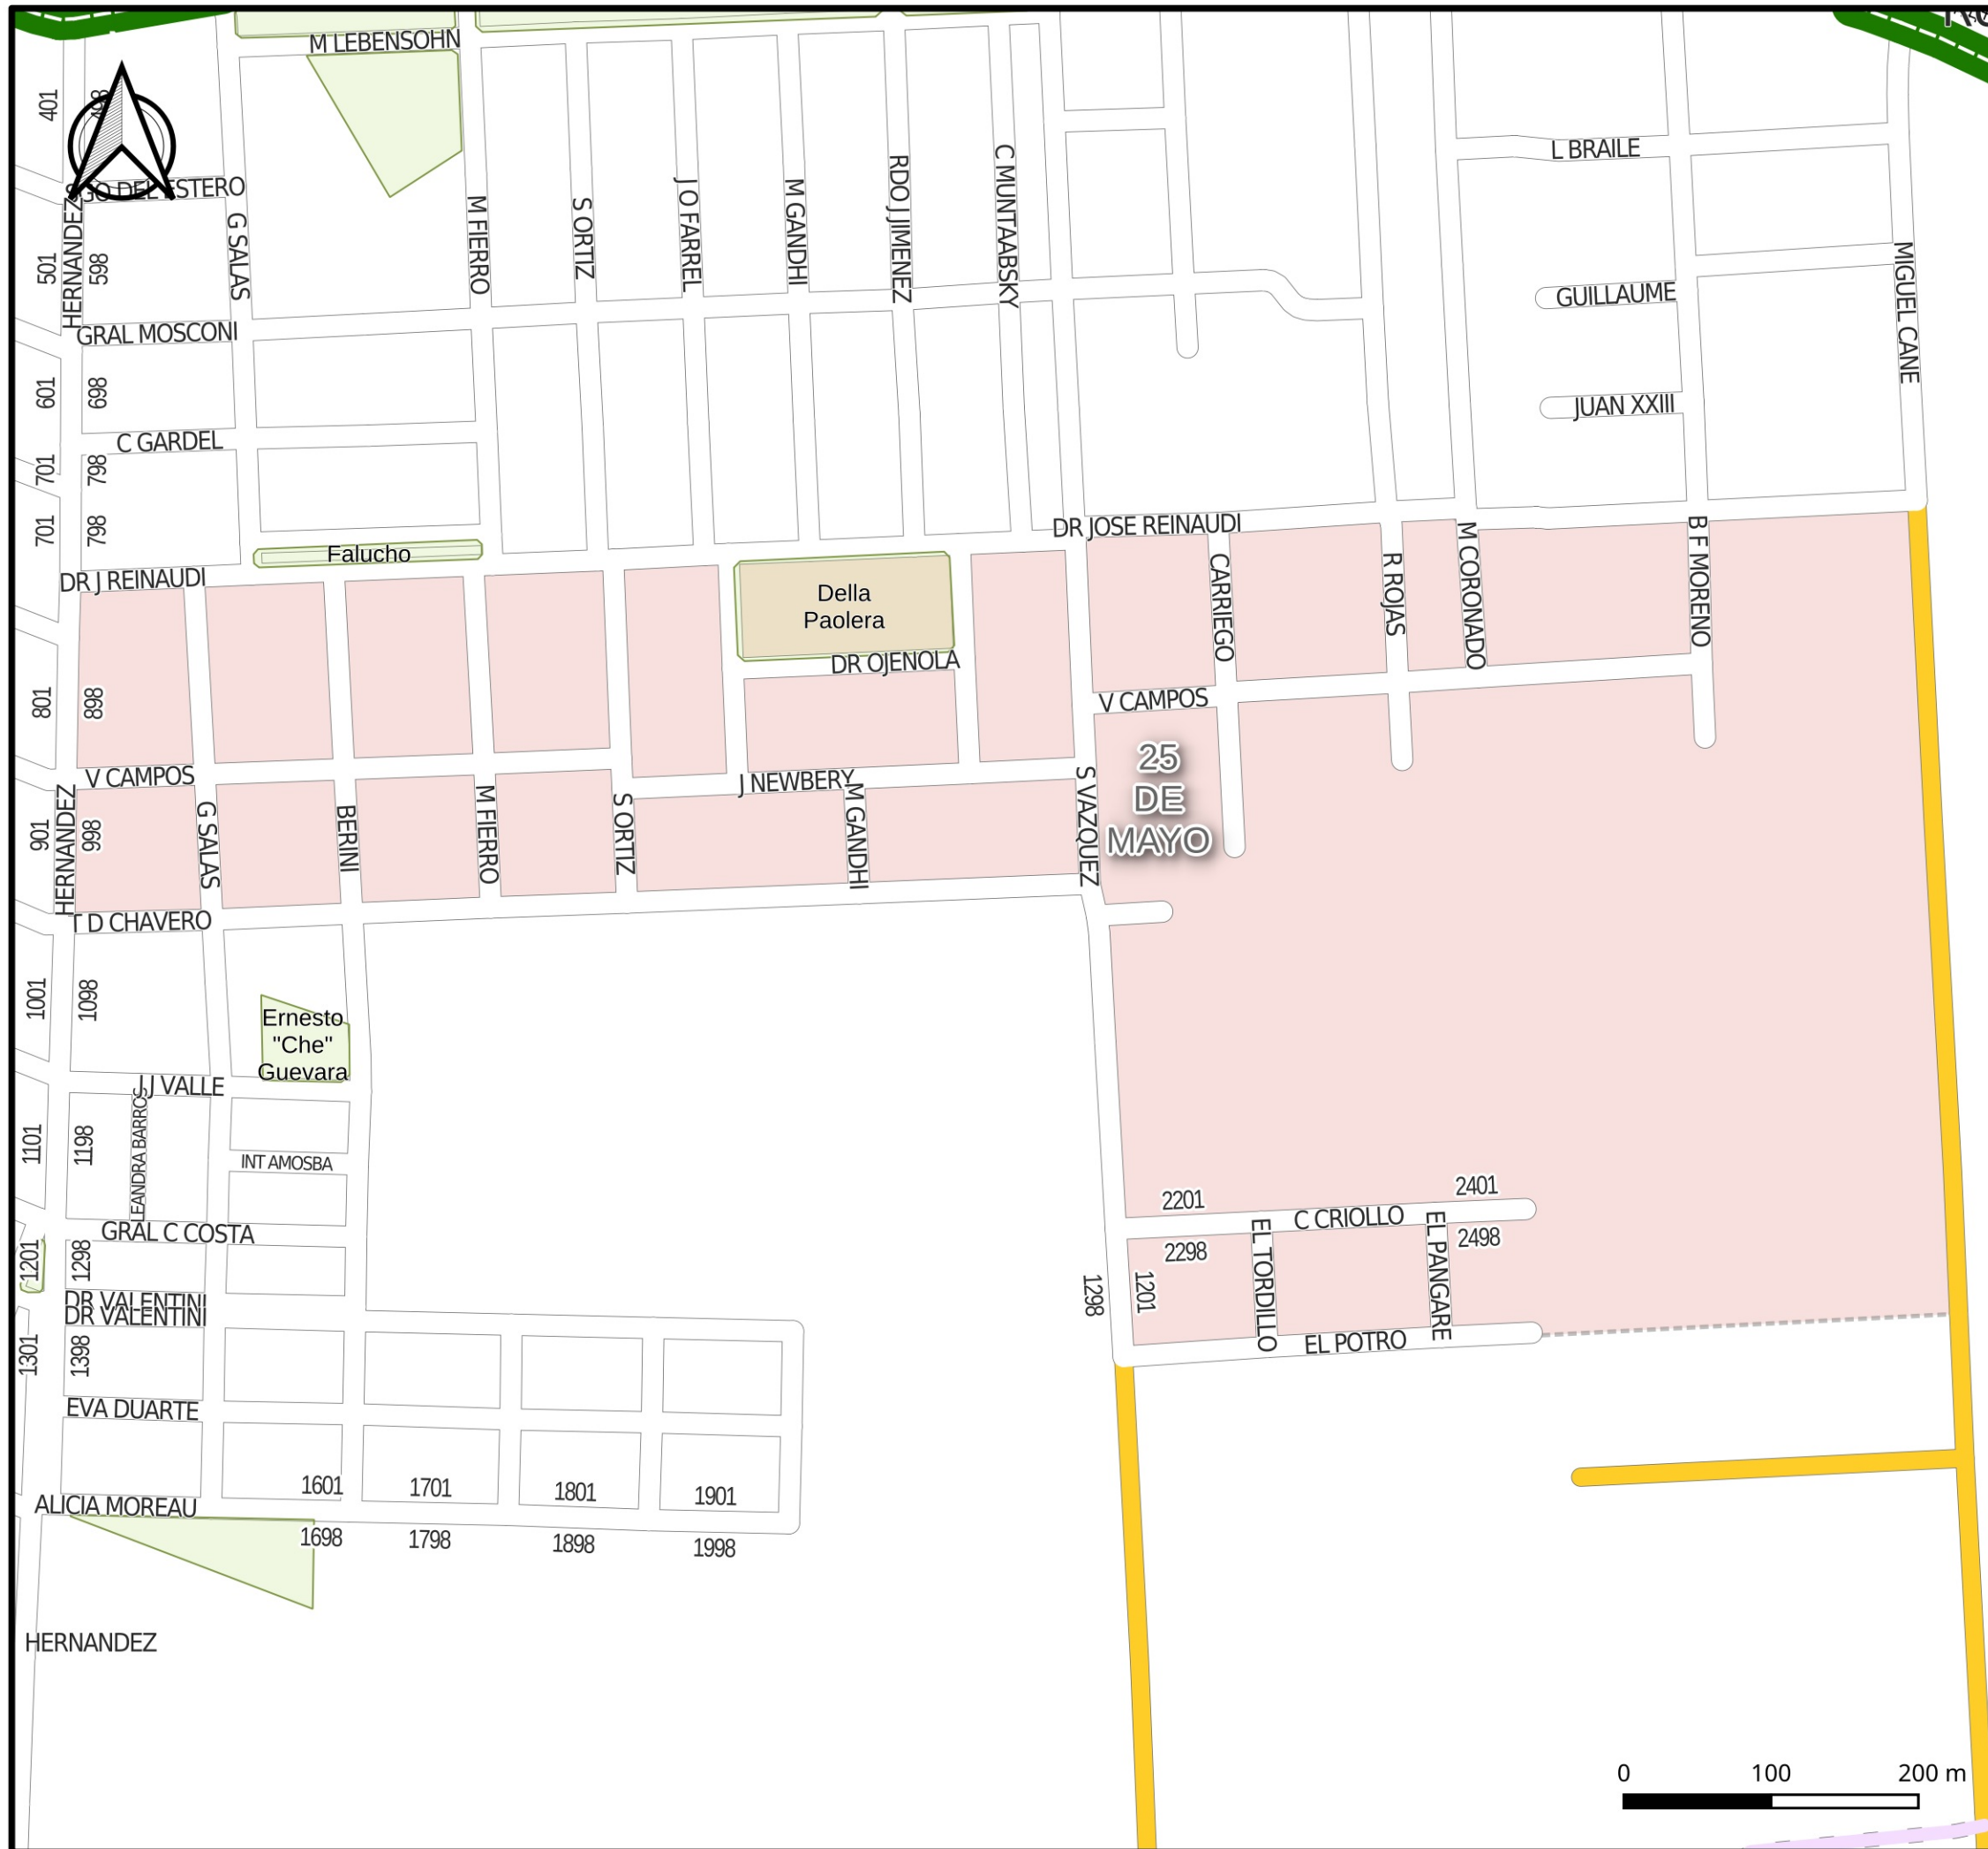 M LEBENSOHN
401
498
SGO DEL ESTERO
HERNANDEZ
501
598
G SALAS
M FIERRO
S ORTIZ
J O FARREL
M GANDHI
RDO J JIMENEZ
C MUNTAABSKY
L BRAILE
GUILLAUME
JUAN XXIII
MIGUEL CANE
GRAL MOSCONI
601
698
C GARDEL
701
798
701
798
Falucho
DR J REINAUDI
DR JOSE REINAUDI
Della
Paolera
DR OJENOLA
CARRIEGO
R ROJAS
M CORONADO
B F MORENO
801
898
V CAMPOS
V CAMPOS
25
DE
MAYO
J NEWBERY
HERNANDEZ
901
998
G SALAS
BERINI
M FIERRO
S ORTIZ
M GANDHI
S VAZQUEZ
T D CHAVERO
1001
1098
Ernesto
"Che"
Guevara
J J VALLE
LEANDRA BARROS
1101
1198
INT AMOSBA
GRAL C COSTA
1201
1298
DR VALENTINI
DR VALENTINI
1301
1398
EVA DUARTE
2201
2401
C CRIOLLO
2298
2498
EL TORDILLO
EL PANGARE
1298
1201
EL POTRO
1601
1701
1801
1901
ALICIA MOREAU
1698
1798
1898
1998
HERNANDEZ
0 100 200 m